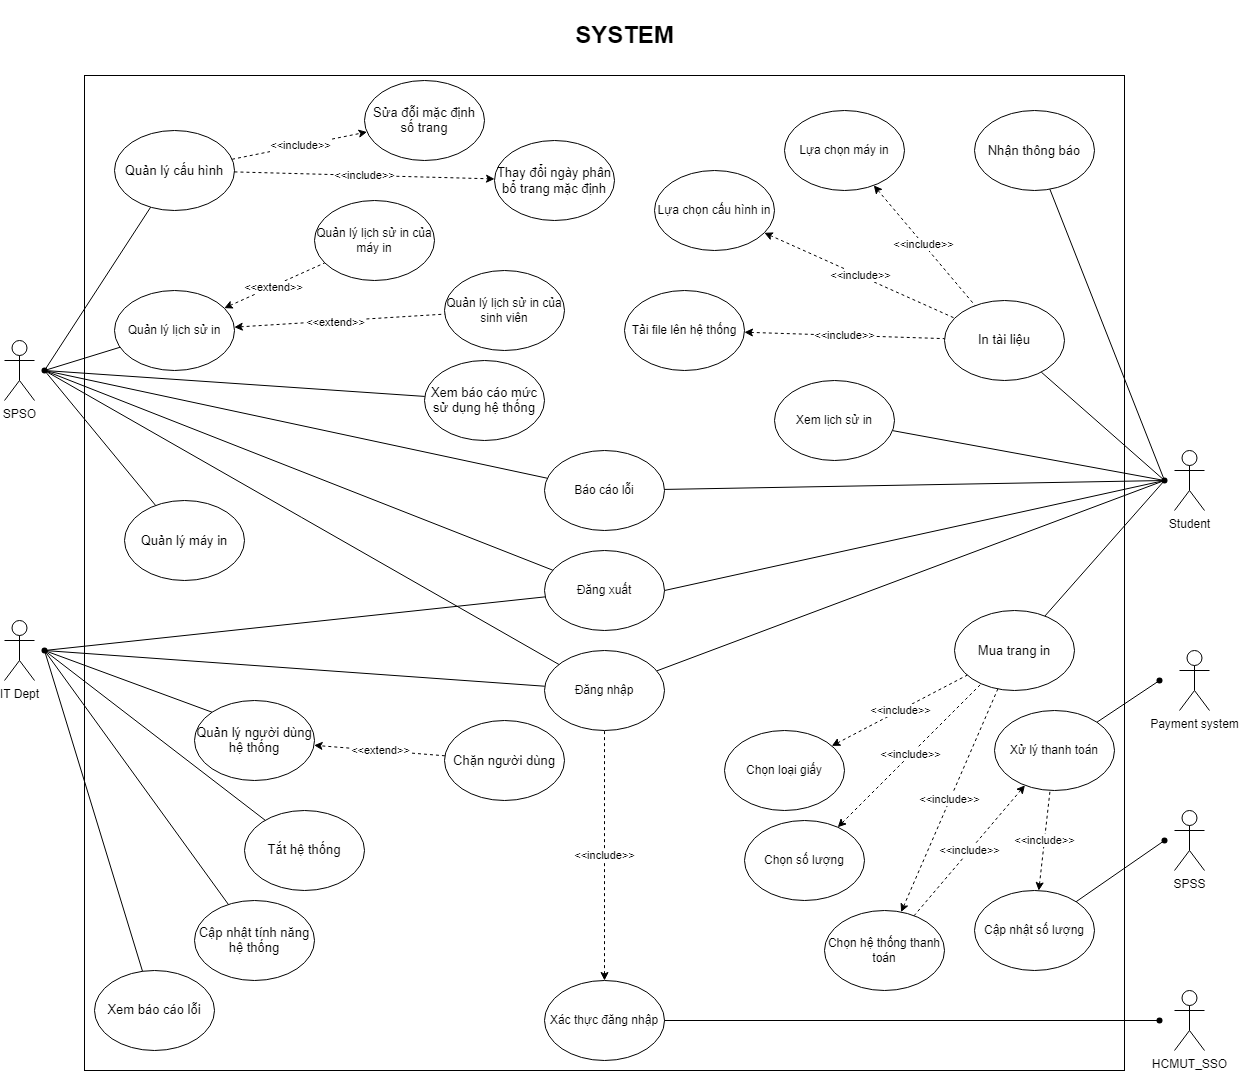 SYSTEM
Sửa đổi mặc định
số trang
<<include>>
Quản lý cấu hình
<<include>>
Thay đổi ngày phân
bổ trang mặc định
Lựa chọn máy in
Nhận thông báo
Lựa chọn cấu hình in
<<include>>
Quản lý lịch sử in của
máy in
<<extend>>
<<include>>
Quản lý lịch sử in
<<extend>>
Quản lý lịch sử in của
sinh viên
Tải file lên hệ thống
<<include>>
In tài liệu
SPSO
Xem báo cáo mức
sử dụng hệ thống
Xem lịch sử in
Báo cáo lỗi
Student
Quản lý máy in
Đăng xuất
IT Dept
Đăng nhập
Mua trang in
Payment system
Quản lý người dùng
hệ thống
<<extend>>
Chặn người dùng
<<include>>
<<include>>
Xử lý thanh toán
Chọn loại giấy
<<include>>
Tắt hệ thống
<<include>>
Chọn số lượng
<<include>>
<<include>>
SPSS
Cập nhật tính năng
hệ thống
Chọn hệ thống thanh
toán
Cập nhật số lượng
Xem báo cáo lỗi
Xác thực đăng nhập
HCMUT_SSO